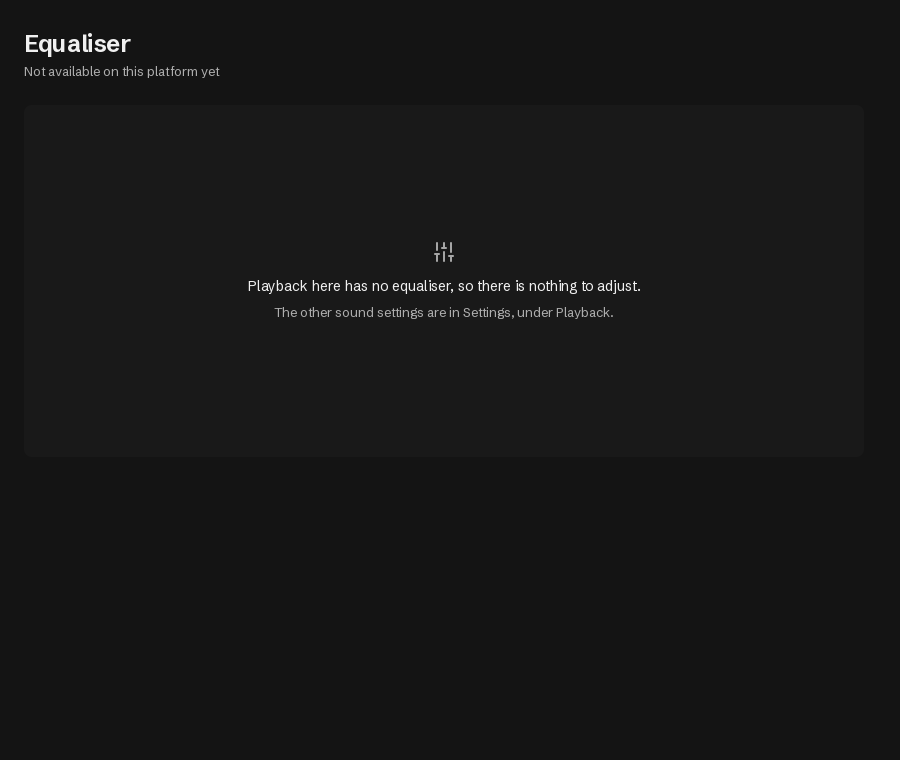 Equaliser
Not available on this platform yet
Playback here has no equaliser, so there is nothing to adjust.
The other sound settings are in Settings, under Playback.